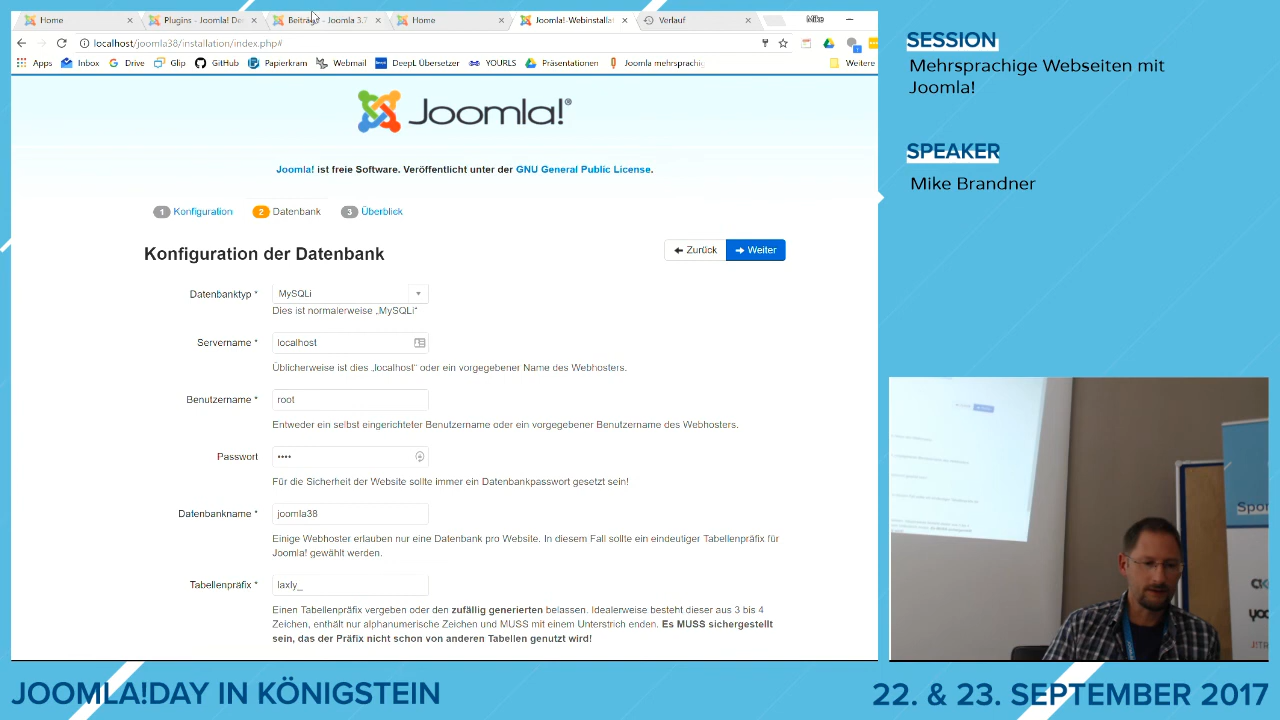 Home
Plugins - Joomla! De
Beiträge - Joomla 3.7
Home
Joomla!-Webinstalla
Verlauf
Mike
localhost/joomla38/installation/index.php#
Apps
Inbox
Drive
Glip
GitHub
Papierkram
Webmail
DeepL Übersetzer
YOURLS
Präsentationen
Joomla mehrsprachig
Weitere
Joomla!®
Joomla! ist freie Software. Veröffentlicht unter der GNU General Public License.
1 Konfiguration
2 Datenbank
3 Überblick
Konfiguration der Datenbank
Zurück
Weiter
Datenbanktyp *
MySQLi
Dies ist normalerweise „MySQLi“
Servername *
localhost
Üblicherweise ist dies „localhost“ oder ein vorgegebener Name des Webhosters.
Benutzername *
root
Entweder ein selbst eingerichteter Benutzername oder ein vorgegebener Benutzername des Webhosters.
Passwort
••••
Für die Sicherheit der Website sollte immer ein Datenbankpasswort gesetzt sein!
Datenbankname *
joomla38
Einige Webhoster erlauben nur eine Datenbank pro Website. In diesem Fall sollte ein eindeutiger Tabellenpräfix für
Joomla! gewählt werden.
Tabellenpräfix *
laxly_
Einen Tabellenpräfix vergeben oder den zufällig generierten belassen. Idealerweise besteht dieser aus 3 bis 4
Zeichen, enthält nur alphanumerische Zeichen und MUSS mit einem Unterstrich enden. Es MUSS sichergestellt
sein, das der Präfix nicht schon von anderen Tabellen genutzt wird!
SESSION
Mehrsprachige Webseiten mit
Joomla!
SPEAKER
Mike Brandner
Spor
JOOMLA!DAY IN KÖNIGSTEIN
22. & 23. SEPTEMBER 2017